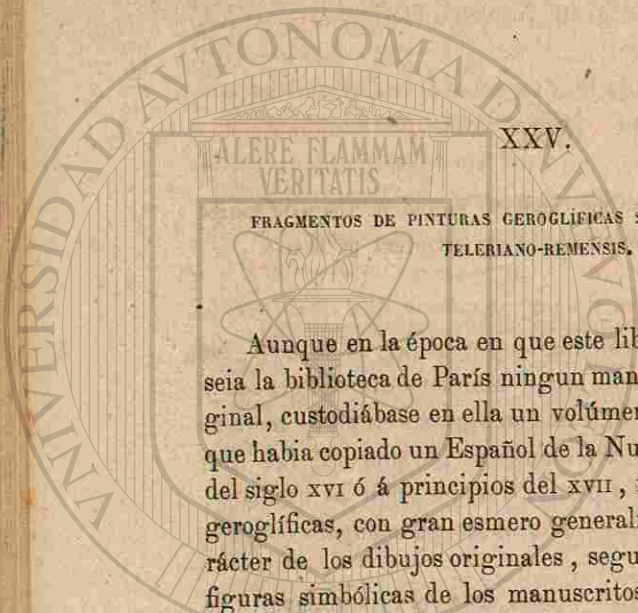 XXV.
FRAGMENTOS DE PINTURAS GEROGLÍFICAS
TELERIANO-REMENSIS.
Aunque en la época en que este lib
seia la biblioteca de París ningun man
ginal, custodiábase en ella un volúmen
que habia copiado un Español de la Nu
del siglo XVI ó á principios del XVII,
geroglíficas, con gran esmero general
rácter de los dibujos originales, segu
figuras simbólicas de los manuscritos
ALERE FLAMMAM
VERITATIS
UNIVERSIDAD AVTONOMA DE NUEVO